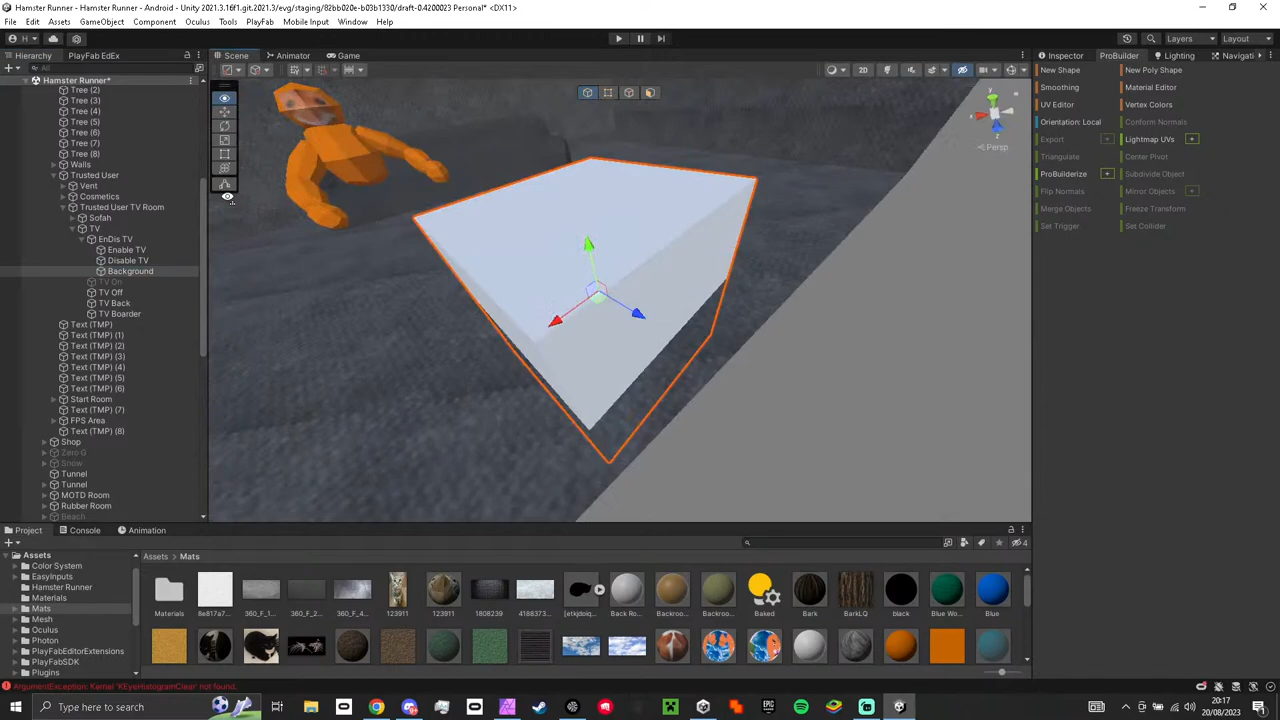 Hamster Runner - Hamster Runner - Android - Unity 2021.3.16f1.git.2021.3/evg/staging/82bb020e-b03b1330/draft-0.4200023 Personal* <DX11>
File Edit Assets GameObject Component Oculus Tools PlayFab Mobile Input Window Help
H
Layers Layout
Hierarchy PlayFab EdEx
Scene Animator Game
Inspector ProBuilder Lighting Navigati
All
2D
Hamster Runner*
Tree (2)
Tree (3)
Tree (4)
Tree (5)
Tree (6)
Tree (7)
Tree (8)
Walls
Trusted User
Vent
Cosmetics
Trusted User TV Room
Sofah
TV
EnDis TV
Enable TV
Disable TV
Background
TV On
TV Off
TV Back
TV Boarder
Text (TMP)
Text (TMP) (1)
Text (TMP) (2)
Text (TMP) (3)
Text (TMP) (4)
Text (TMP) (5)
Text (TMP) (6)
Start Room
Text (TMP) (7)
FPS Area
Text (TMP) (8)
Shop
Zero G
Snow
Tunnel
Tunnel
MOTD Room
Rubber Room
Beach
y
x
z
Persp
New Shape New Poly Shape
Smoothing Material Editor
UV Editor Vertex Colors
Orientation: Local Conform Normals
Export + Lightmap UVs +
Triangulate Center Pivot
ProBuilderize + Subdivide Object
Flip Normals Mirror Objects +
Merge Objects Freeze Transform
Set Trigger Set Collider
Project Console Animation
4
Assets
Color System
EasyInputs
Hamster Runner
Materials
Mats
Mesh
Oculus
Photon
PlayFabEditorExtensions
PlayFabSDK
Plugins
Assets > Mats
Materials 8e817a7... 360_F_1... 360_F_2... 360_F_4... 123911 123911 1808239 4188373... Back Ro... Backroo... Backroo... Baked Bark BarkLQ black Blue Wo... Blue
ArgumentException: Kernel 'KEyeHistogramClear' not found.
Type here to search
EPIC
20:17
20/08/2023